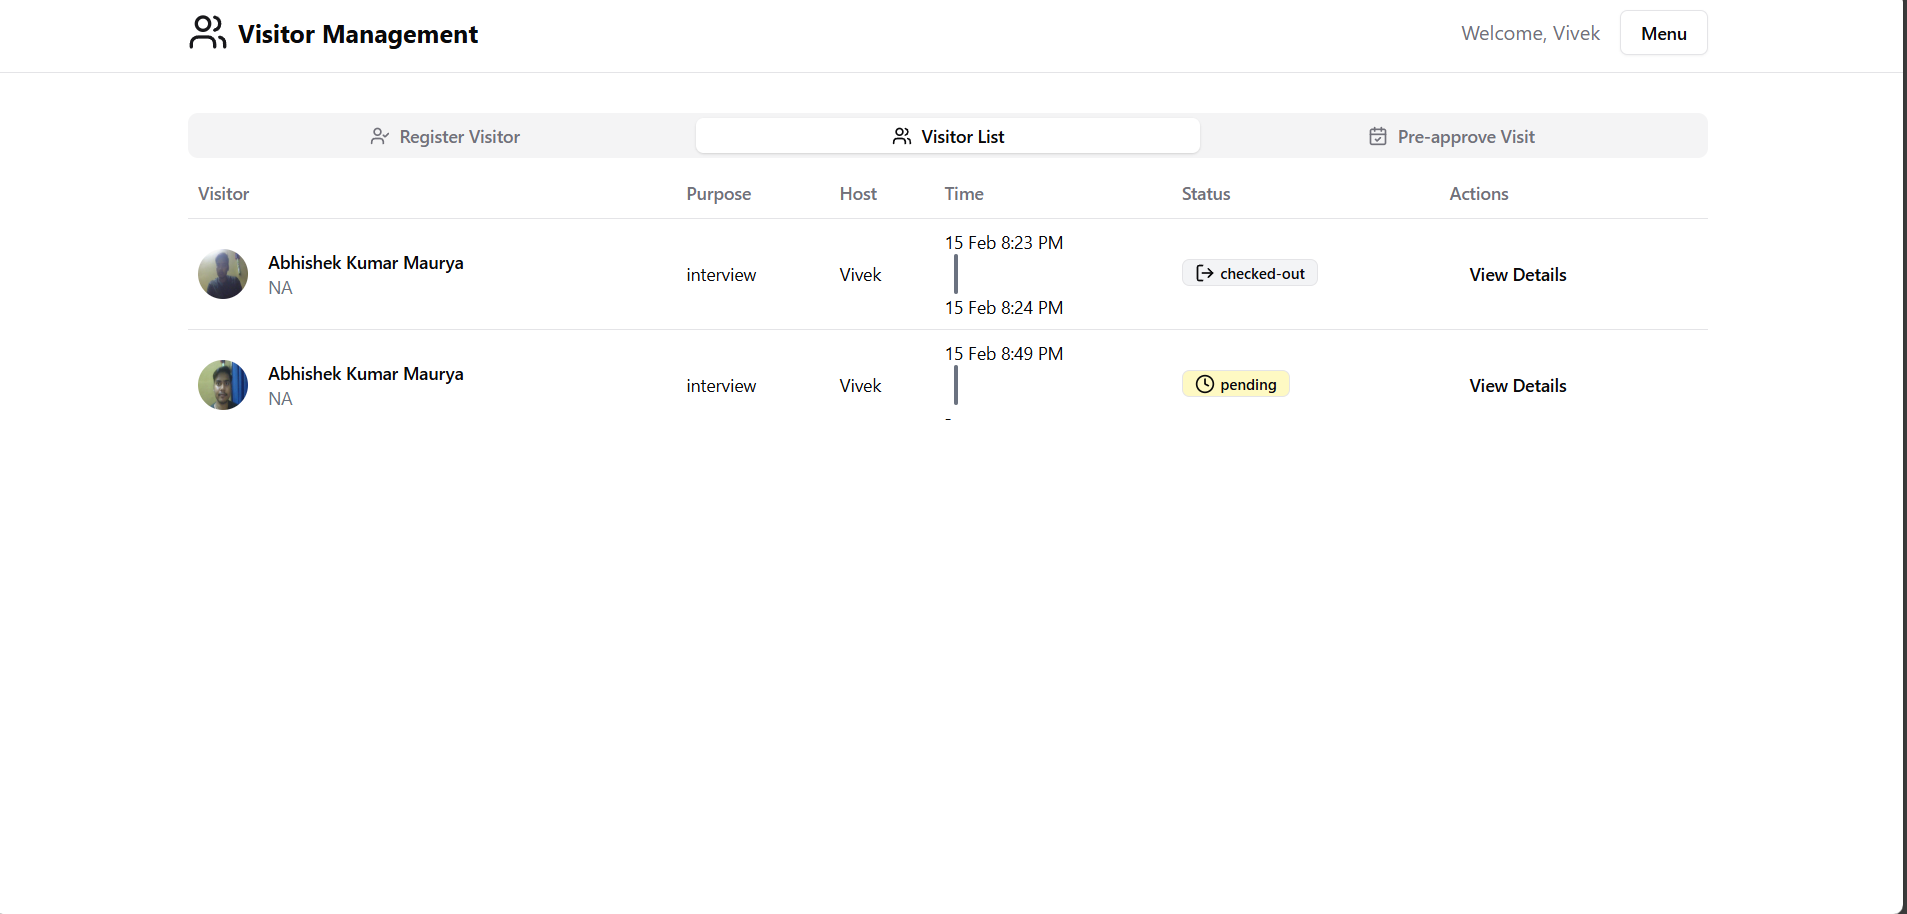 Visitor Management
Welcome, Vivek
Menu
Register Visitor
Visitor List
Pre-approve Visit
Visitor Purpose Host Time Status Actions
Abhishek Kumar Maurya
NA
interview
Vivek
15 Feb 8:23 PM
15 Feb 8:24 PM
checked-out
View Details
Abhishek Kumar Maurya
NA
interview
Vivek
15 Feb 8:49 PM
-
pending
View Details